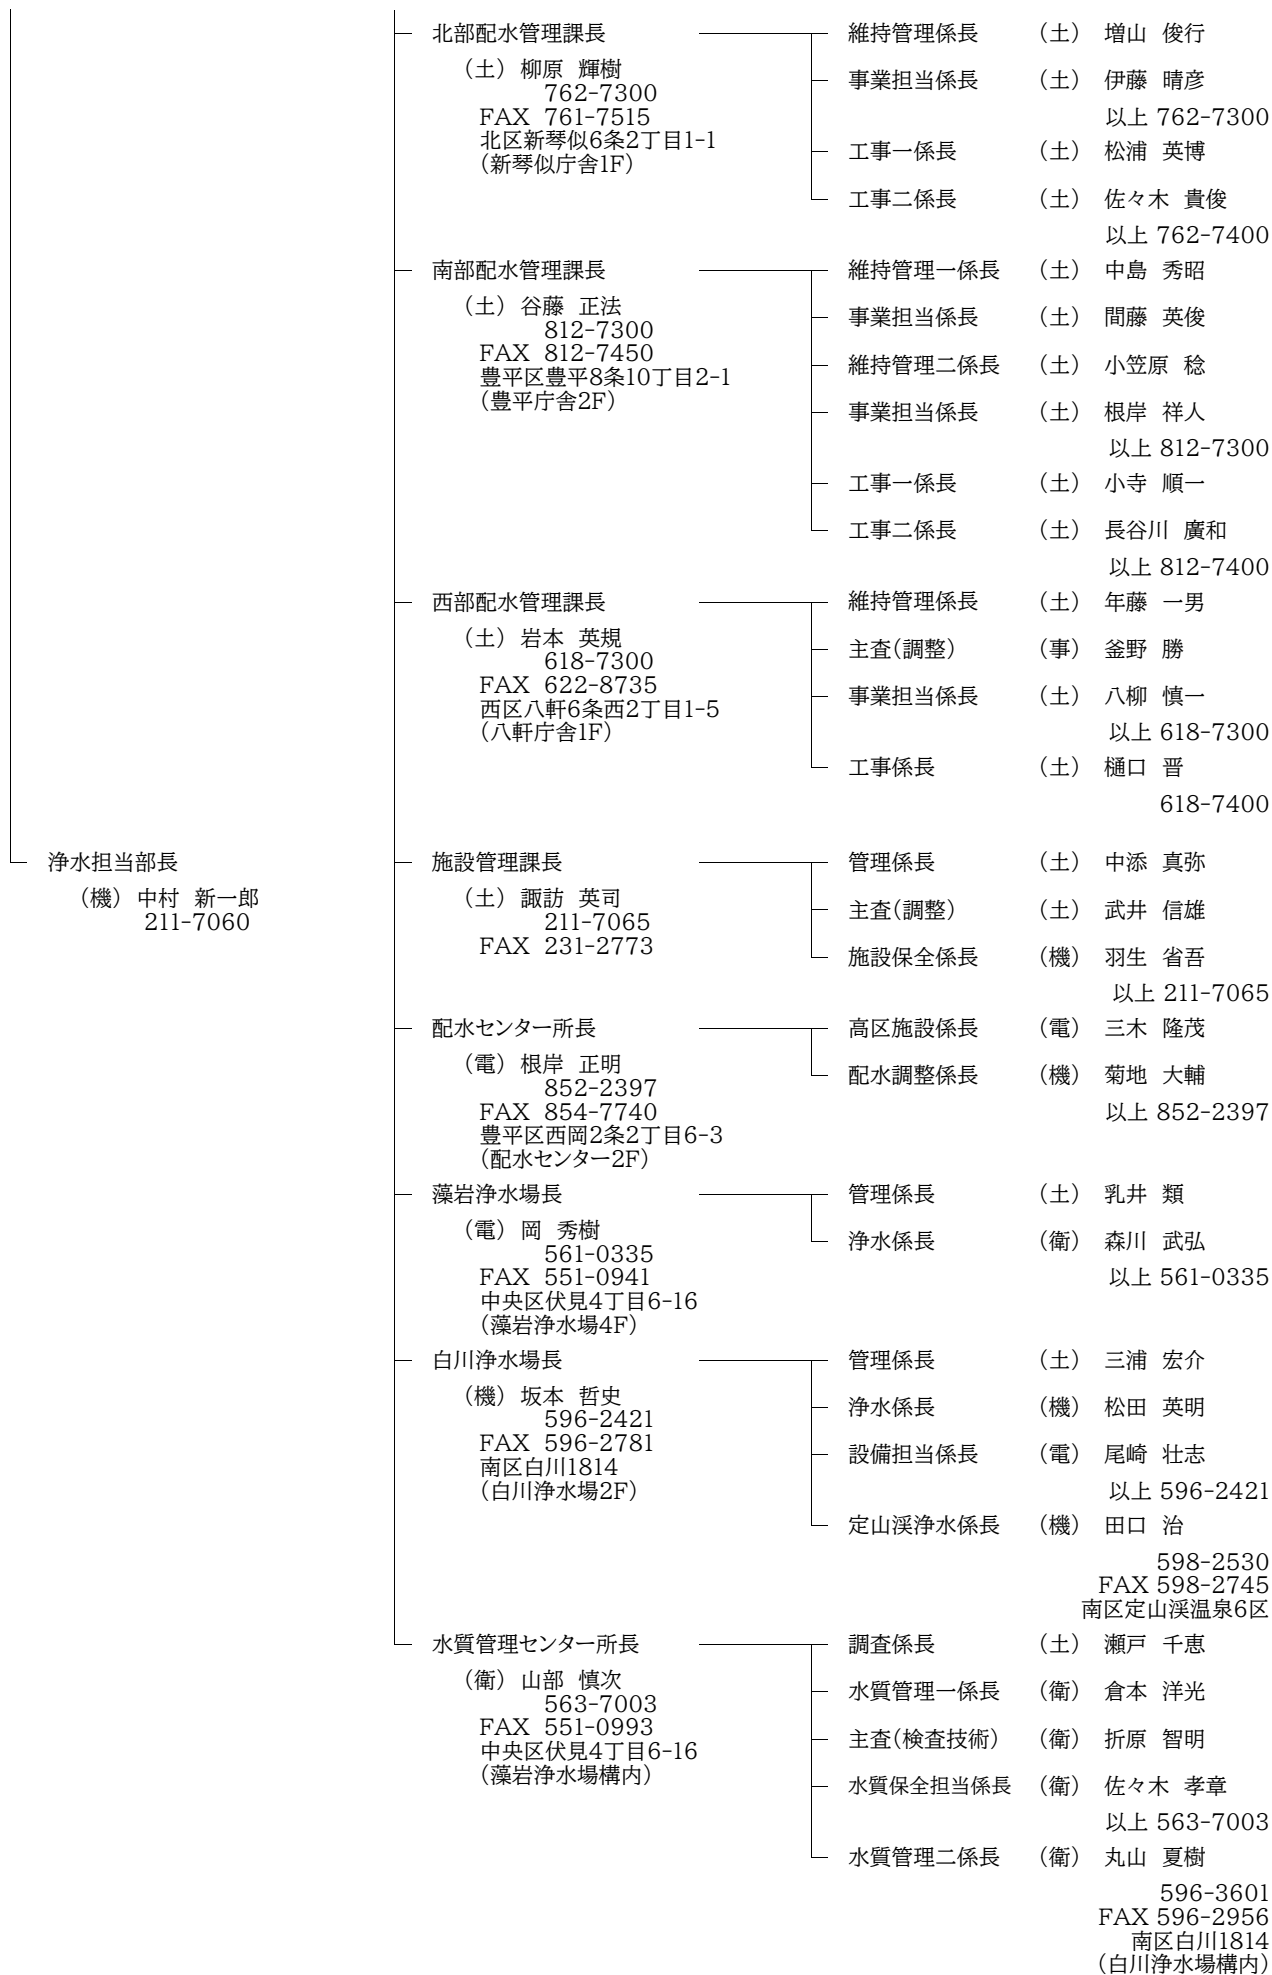 北部配水管理課長
（土） 柳原 輝樹
762-7300
FAX 761-7515
北区新琴似6条2丁目1-1
（新琴似庁舎1F）
維持管理係長 （土） 増山 俊行
事業担当係長 （土） 伊藤 晴彦
以上 762-7300
工事一係長 （土） 松浦 英博
工事二係長 （土） 佐々木 貴俊
以上 762-7400
南部配水管理課長
（土） 谷藤 正法
812-7300
FAX 812-7450
豊平区豊平8条10丁目2-1
（豊平庁舎2F）
維持管理一係長 （土） 中島 秀昭
事業担当係長 （土） 間藤 英俊
維持管理二係長 （土） 小笠原 稔
事業担当係長 （土） 根岸 祥人
以上 812-7300
工事一係長 （土） 小寺 順一
工事二係長 （土） 長谷川 廣和
以上 812-7400
西部配水管理課長
（土） 岩本 英規
618-7300
FAX 622-8735
西区八軒6条西2丁目1-5
（八軒庁舎1F）
維持管理係長 （土） 年藤 一男
主査（調整） （事） 釜野 勝
事業担当係長 （土） 八柳 慎一
以上 618-7300
工事係長 （土） 樋口 晋
618-7400
浄水担当部長
（機） 中村 新一郎
211-7060
施設管理課長
（土） 諏訪 英司
211-7065
FAX 231-2773
管理係長 （土） 中添 真弥
主査（調整） （土） 武井 信雄
施設保全係長 （機） 羽生 省吾
以上 211-7065
配水センター所長
（電） 根岸 正明
852-2397
FAX 854-7740
豊平区西岡2条2丁目6-3
（配水センター2F）
高区施設係長 （電） 三木 隆茂
配水調整係長 （機） 菊地 大輔
以上 852-2397
藻岩浄水場長
（電） 岡 秀樹
561-0335
FAX 551-0941
中央区伏見4丁目6-16
（藻岩浄水場4F）
管理係長 （土） 乳井 類
浄水係長 （衛） 森川 武弘
以上 561-0335
白川浄水場長
（機） 坂本 哲史
596-2421
FAX 596-2781
南区白川1814
（白川浄水場2F）
管理係長 （土） 三浦 宏介
浄水係長 （機） 松田 英明
設備担当係長 （電） 尾崎 壮志
以上 596-2421
定山渓浄水係長 （機） 田口 治
598-2530
FAX 598-2745
南区定山渓温泉6区
水質管理センター所長
（衛） 山部 慎次
563-7003
FAX 551-0993
中央区伏見4丁目6-16
（藻岩浄水場構内）
調査係長 （土） 瀬戸 千恵
水質管理一係長 （衛） 倉本 洋光
主査（検査技術） （衛） 折原 智明
水質保全担当係長 （衛） 佐々木 孝章
以上 563-7003
水質管理二係長 （衛） 丸山 夏樹
596-3601
FAX 596-2956
南区白川1814
（白川浄水場構内）